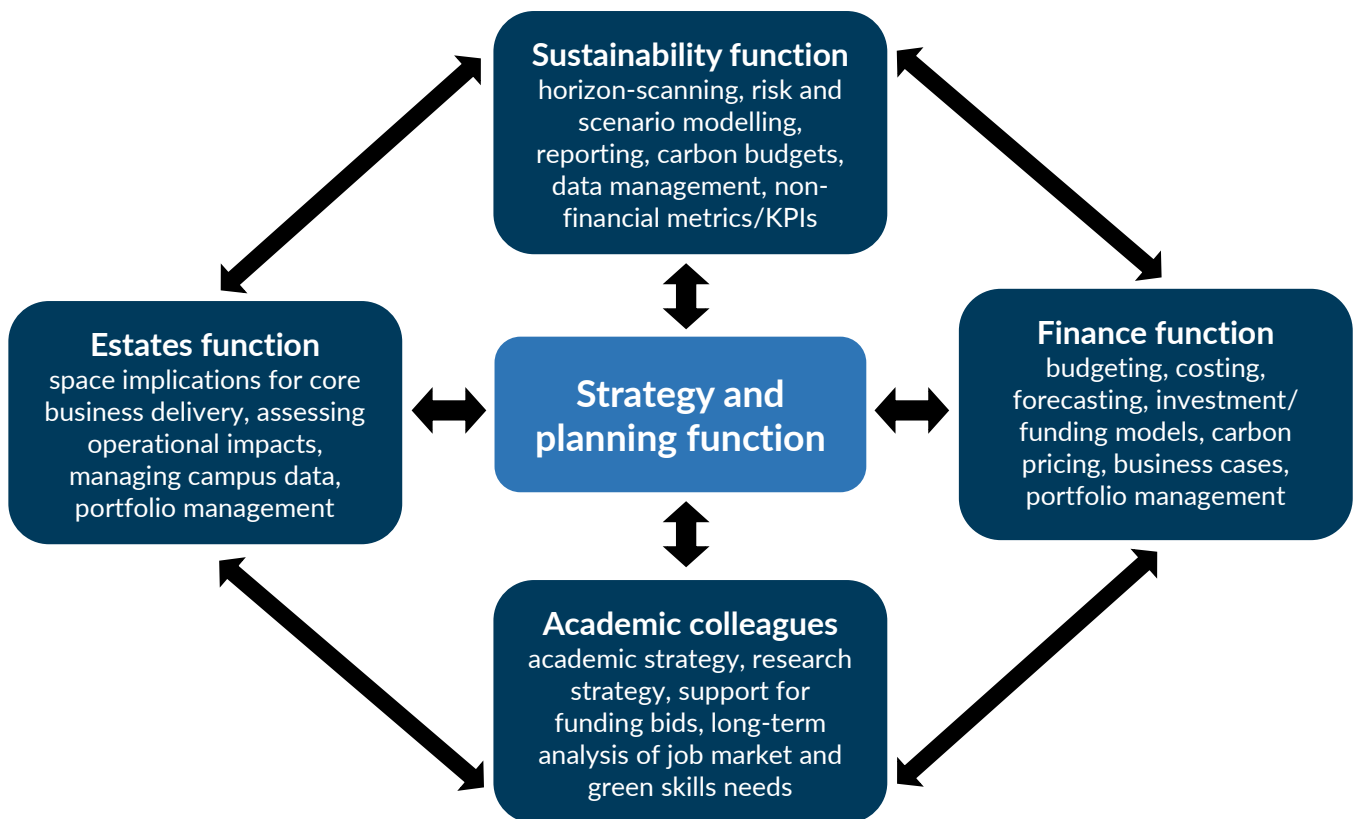 Sustainability function
horizon-scanning, risk and
scenario modelling,
reporting, carbon budgets,
data management, non-
financial metrics/KPIs
Estates function
space implications for core
business delivery, assessing
operational impacts,
managing campus data,
portfolio management
Strategy and
planning function
Finance function
budgeting, costing,
forecasting, investment/
funding models, carbon
pricing, business cases,
portfolio management
Academic colleagues
academic strategy, research
strategy, support for
funding bids, long-term
analysis of job market and
green skills needs